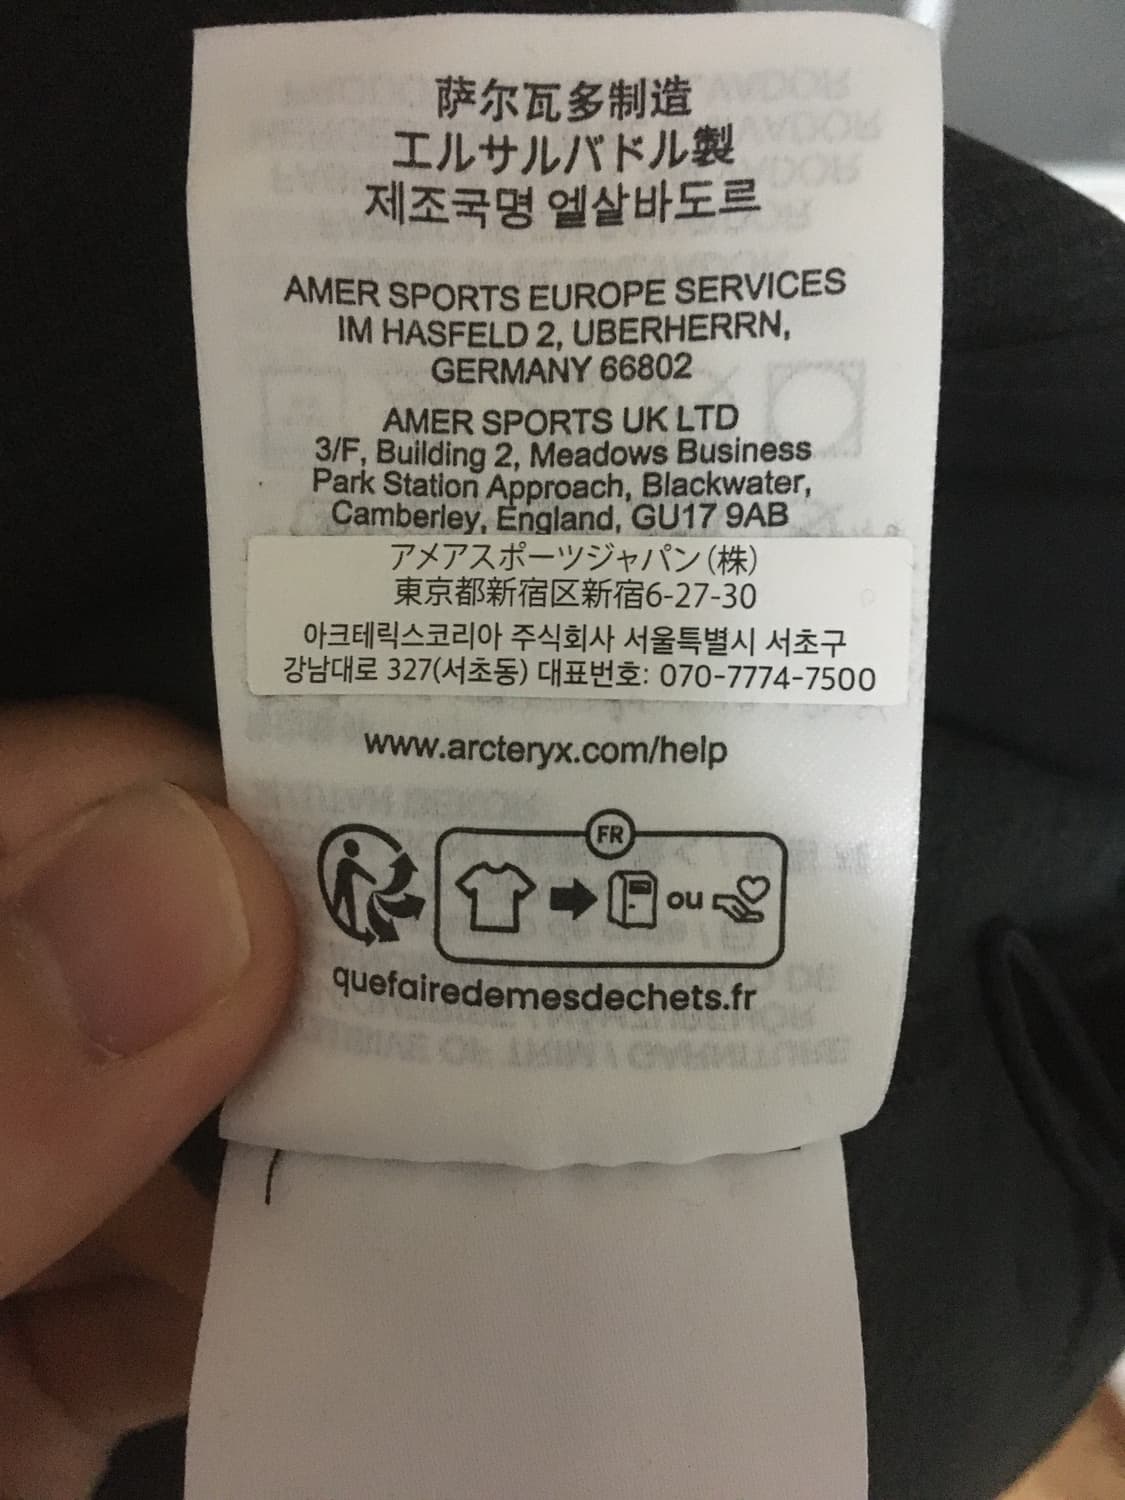 萨尔瓦多制造
エルサルバドル製
제조국명 엘살바도르
AMER SPORTS EUROPE SERVICES
IM HASFELD 2, UBERHERRN,
GERMANY 66802
AMER SPORTS UK LTD
3/F, Building 2, Meadows Business
Park Station Approach, Blackwater,
Camberley, England, GU17 9AB
アメアスポーツジャパン(株)
東京都新宿区新宿6-27-30
아크테릭스코리아 주식회사 서울특별시 서초구
강남대로 327(서초동) 대표번호: 070-7774-7500
www.arcteryx.com/help
FR
ou
quefairedemesdechets.fr